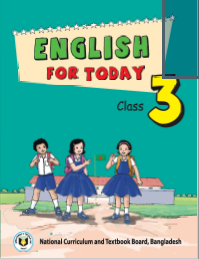 ENGLISH
FOR TODAY
Class 3
National Curriculum and Textbook Board, Bangladesh